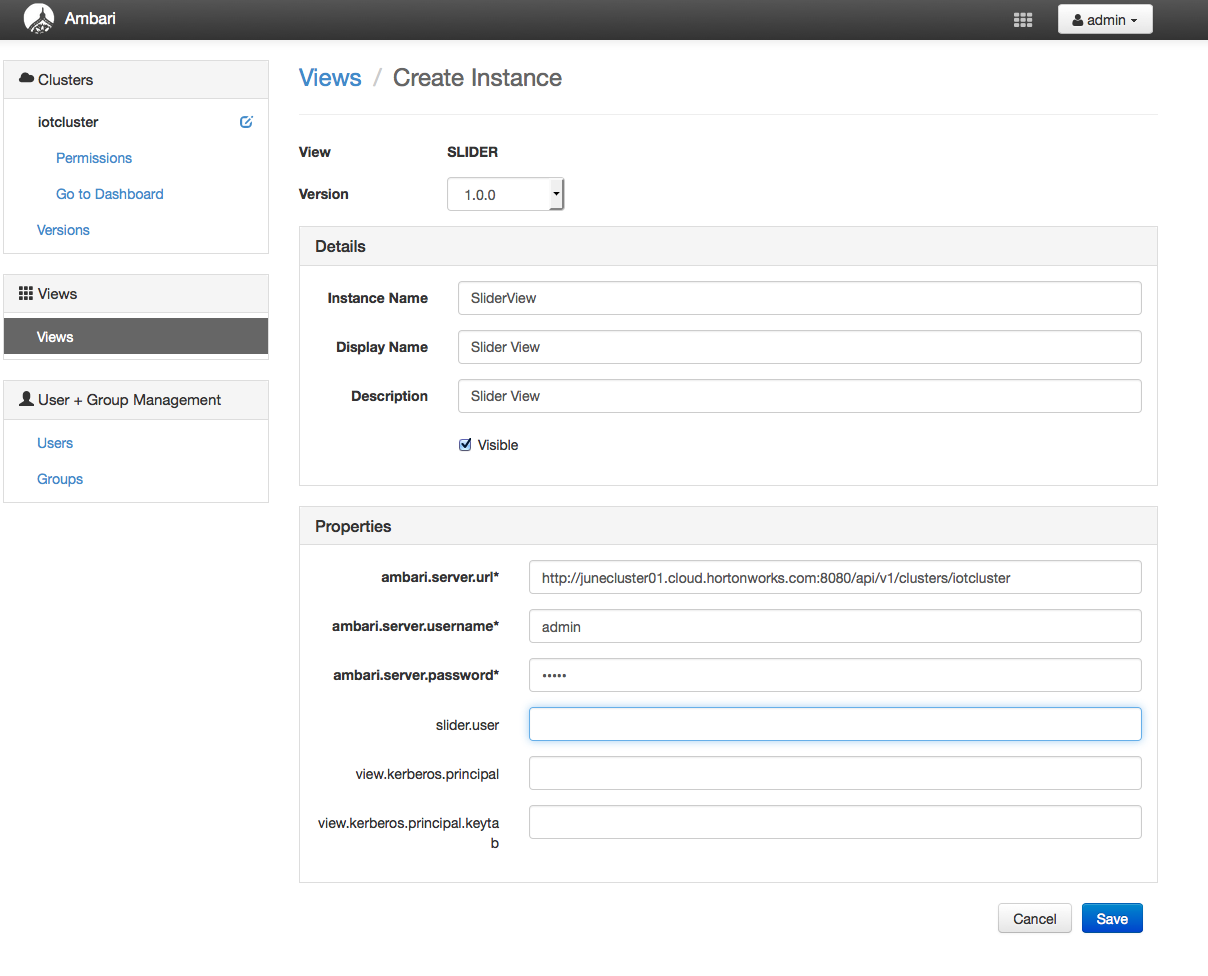 Ambari
admin
Clusters
iotcluster
Permissions
Go to Dashboard
Versions
Views
Views
User + Group Management
Users
Groups
Views / Create Instance
View SLIDER
Version 1.0.0
Details
Instance Name SliderView
Display Name Slider View
Description Slider View
Visible
Properties
ambari.server.url* http://junecluster01.cloud.hortonworks.com:8080/api/v1/clusters/iotcluster
ambari.server.username* admin
ambari.server.password* •••••
slider.user
view.kerberos.principal
view.kerberos.principal.keyta
b
Cancel Save